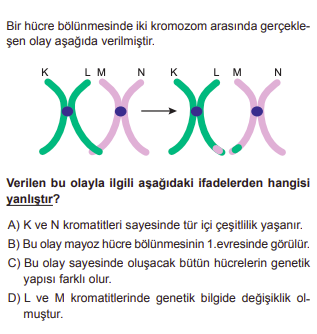 Bir hücre bölünmesinde iki kromozom arasında gerçekle-
şen olay aşağıda verilmiştir.
K L M N K L M N
Verilen bu olayla ilgili aşağıdaki ifadelerden hangisi
yanlıştır?
A) K ve N kromatitleri sayesinde tür içi çeşitlilik yaşanır.
B) Bu olay mayoz hücre bölünmesinin 1.evresinde görülür.
C) Bu olay sayesinde oluşacak bütün hücrelerin genetik
yapısı farklı olur.
D) L ve M kromatitlerinde genetik bilgide değişiklik ol-
muştur.